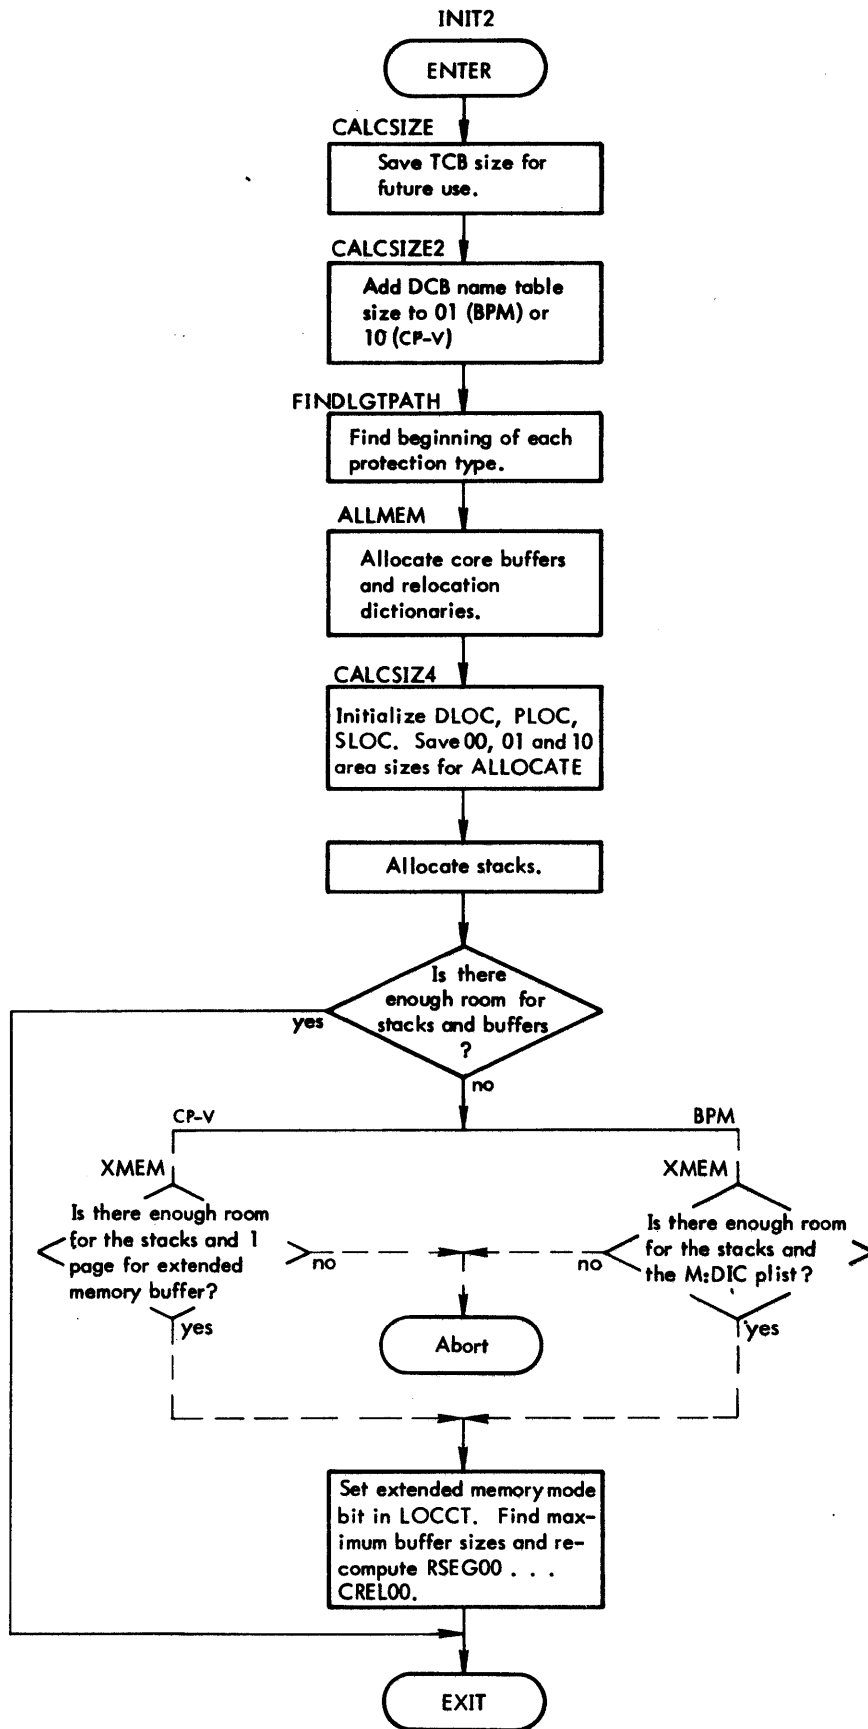 INIT2
ENTER
CALCSIZE
Save TCB size for
future use.
CALCSIZE2
Add DCB name table
size to 01 (BPM) or
10 (CP-V)
FINDLGTPATH
Find beginning of each
protection type.
ALLMEM
Allocate core buffers
and relocation
dictionaries.
CALCSIZ4
Initialize DLOC, PLOC,
SLOC. Save 00, 01 and 10
area sizes for ALLOCATE
Allocate stacks.
Is there
enough room for
stacks and buffers
?
yes
no
CP-V
BPM
XMEM
XMEM
Is there enough room
for the stacks and 1
page for extended
memory buffer?
no
yes
Is there enough room
for the stacks and
the M:DIC plist?
no
yes
Abort
Set extended memory mode
bit in LOCCT. Find max-
imum buffer sizes and re-
compute RSEG00 . . .
CREL00.
EXIT